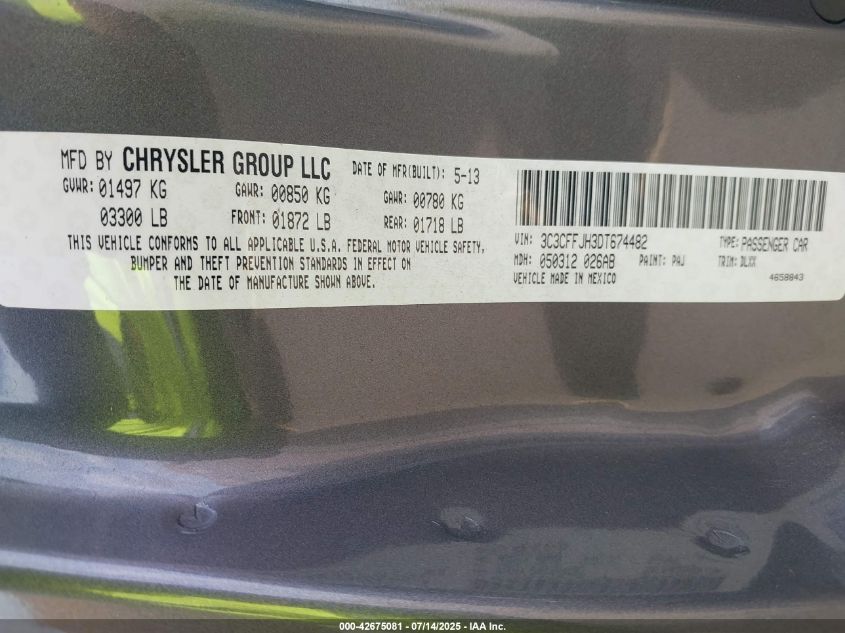 MFD BY CHRYSLER GROUP LLC DATE OF MFR(BUILT): 5-13
GVWR: 01497 KG GAWR: 00850 KG GAWR: 00780 KG
03300 LB FRONT: 01872 LB REAR: 01718 LB
THIS VEHICLE CONFORMS TO ALL APPLICABLE U.S.A. FEDERAL MOTOR VEHICLE SAFETY,
BUMPER AND THEFT PREVENTION STANDARDS IN EFFECT ON
THE DATE OF MANUFACTURE SHOWN ABOVE.
VIN: 3C3CFFJH3DT674482 TYPE: PASSENGER CAR
MDH: 050312 026AB PAINT: PAJ TRIM: DLXX
VEHICLE MADE IN MEXICO 4658843
000-42675081 - 07/14/2025 - IAA Inc.